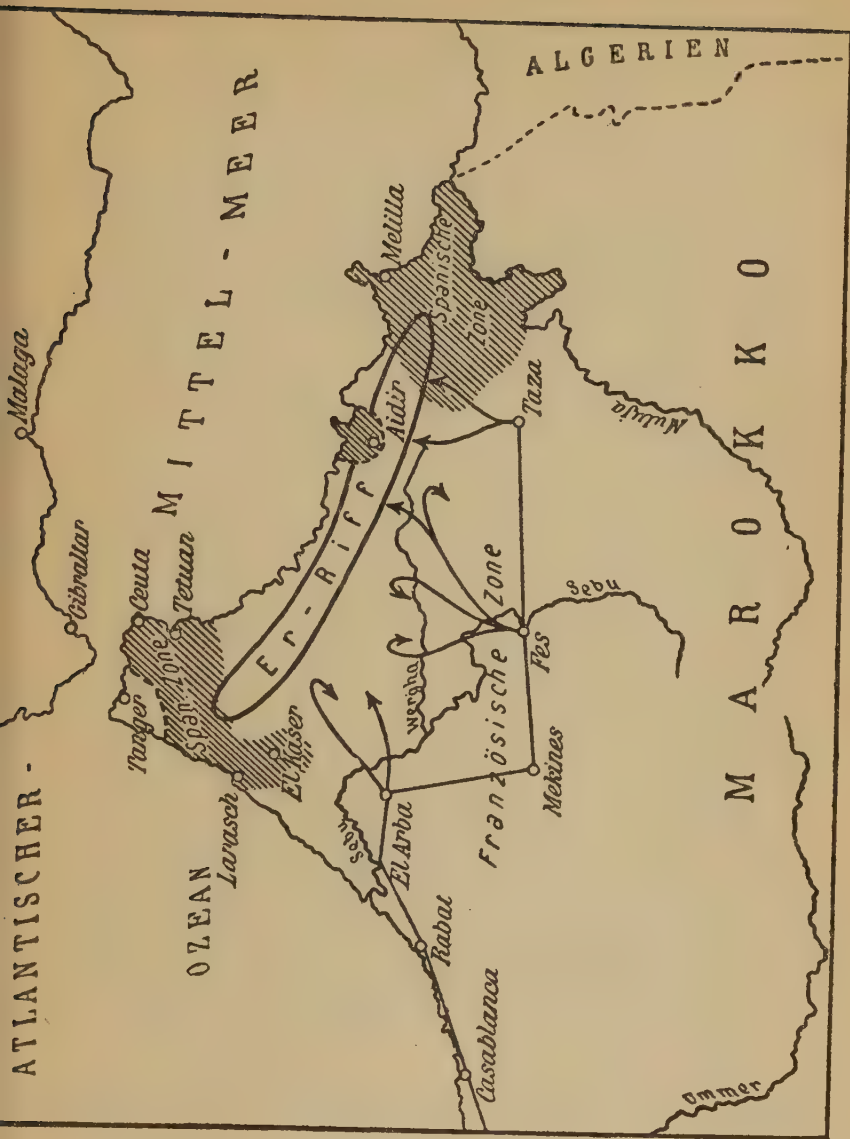 ATLANTISCHER -
OZEAN
MITTEL-MEER
ALGERIEN
Malaga
Gibraltar
Ceuta
Tetuan
Tanger
Span. Zone
Larasch
El Kaser
Er-Riff
Aidir
Melilla
Spanische
Zone
Taza
Muluja
Wergha
Sebu
El Arba
Französische Zone
Fes
Sebu
Mekines
Rabat
Casablanca
MAROKKO
Ommer